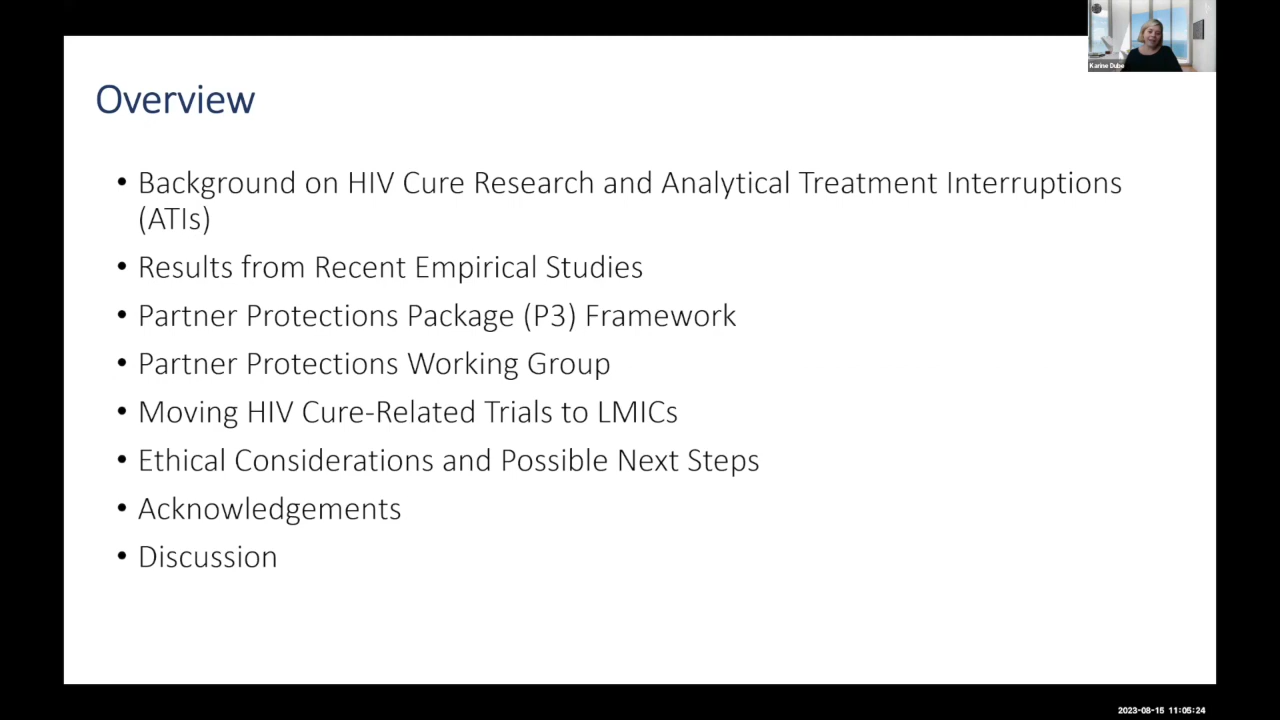 Karine Dube
Overview
• Background on HIV Cure Research and Analytical Treatment Interruptions
(ATIs)
• Results from Recent Empirical Studies
• Partner Protections Package (P3) Framework
• Partner Protections Working Group
• Moving HIV Cure-Related Trials to LMICs
• Ethical Considerations and Possible Next Steps
• Acknowledgements
• Discussion
2023-08-15 11:05:24